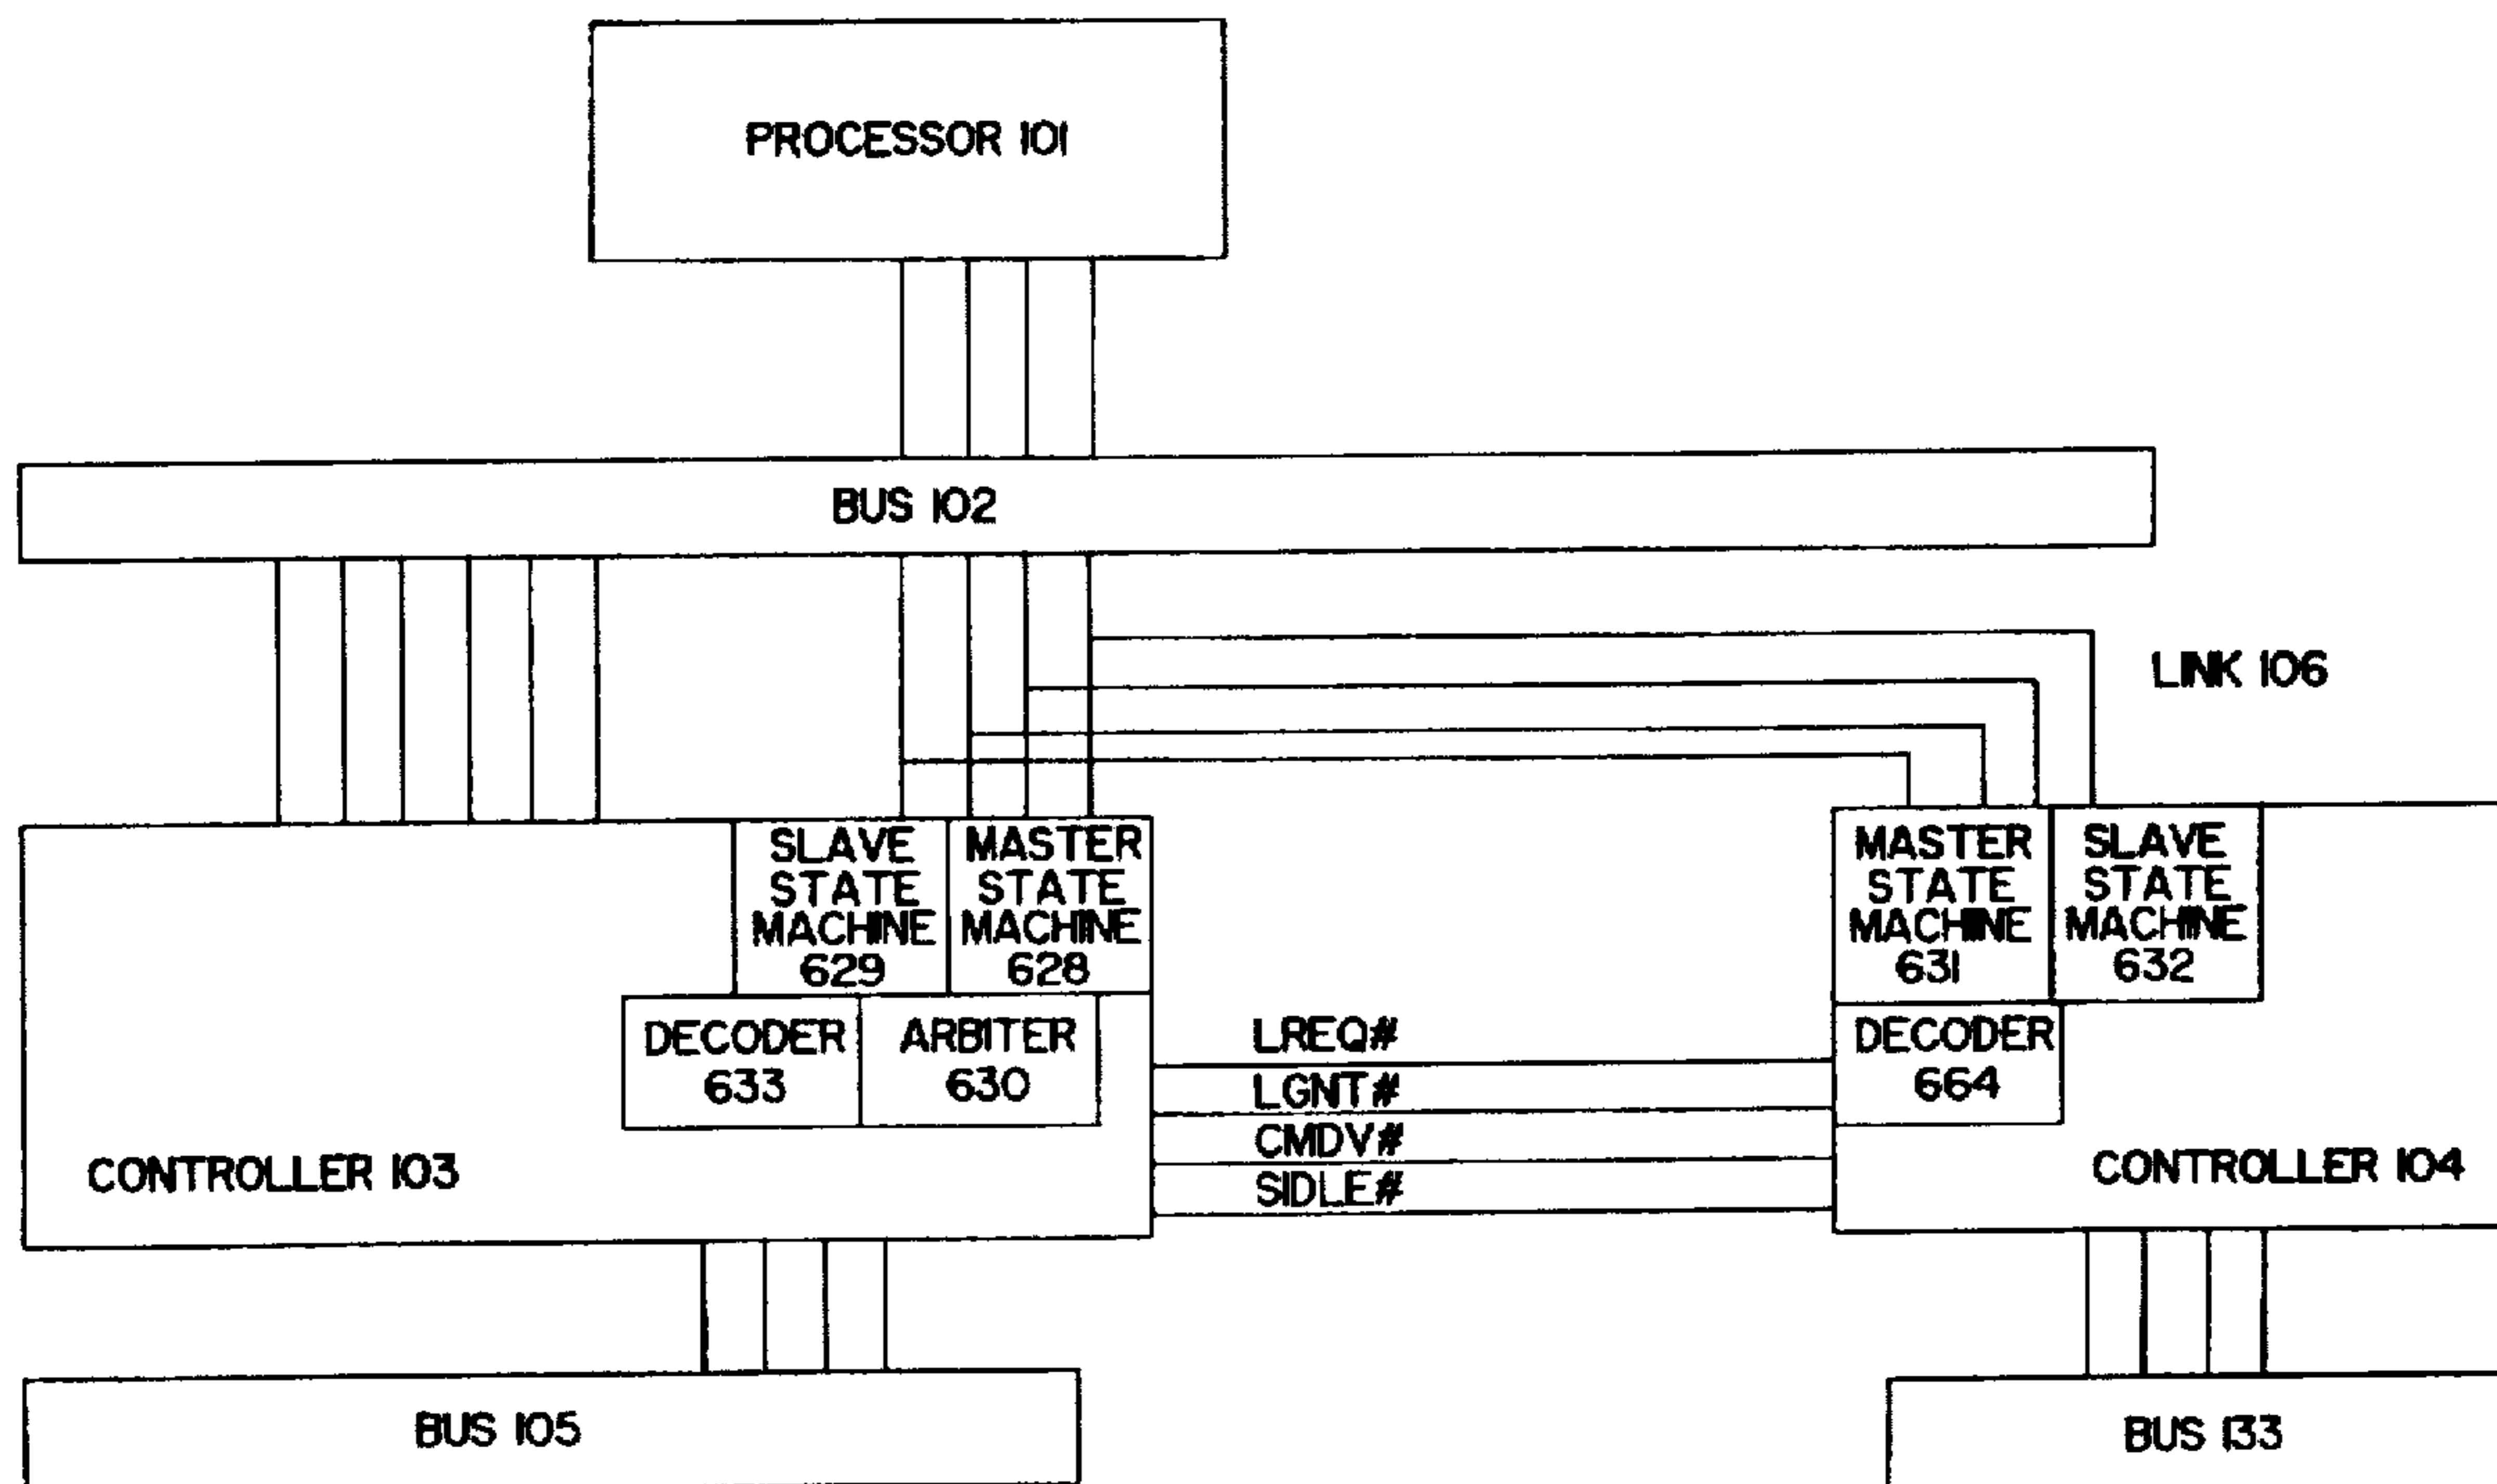 PROCESSOR 101
BUS 102
LINK 106
SLAVE
STATE
MACHINE
629
MASTER
STATE
MACHINE
628
MASTER
STATE
MACHINE
631
SLAVE
STATE
MACHINE
632
DECODER
633
ARBITER
630
LREQ#
LGNT#
CMDV#
SIDLE#
DECODER
664
CONTROLLER 103
CONTROLLER 104
BUS 105
BUS 133